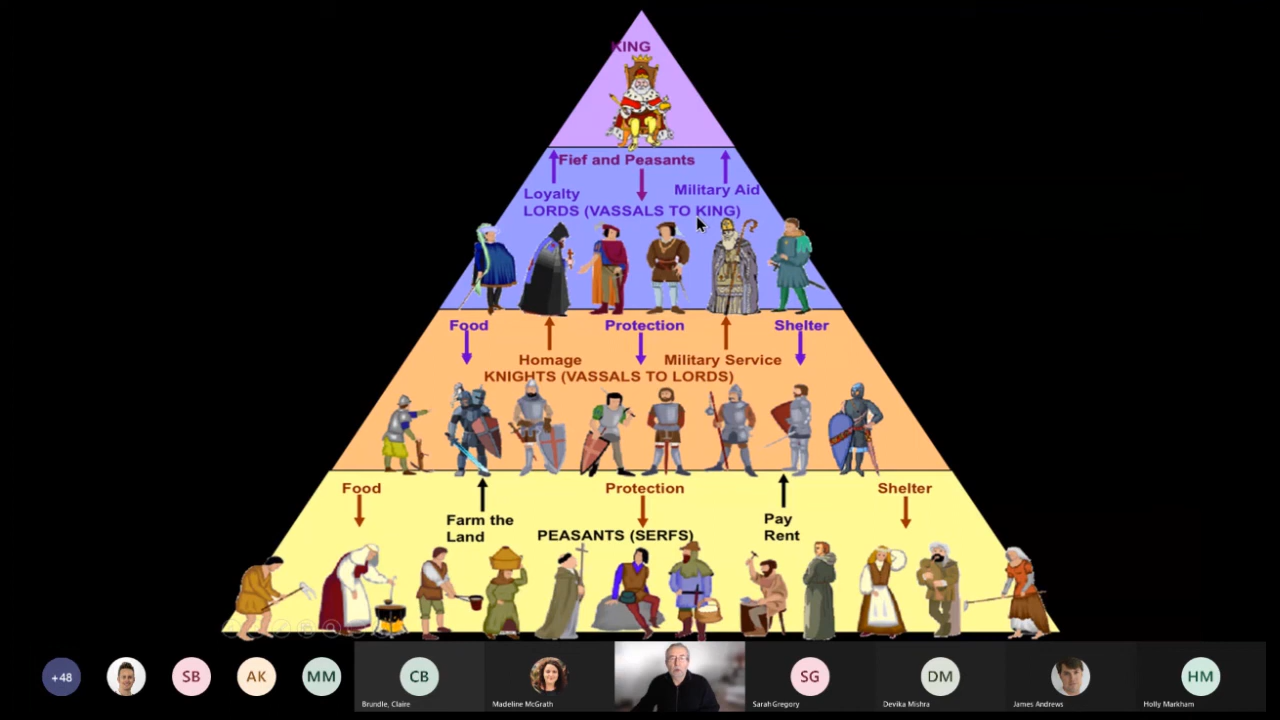 KING
Fief and Peasants
Loyalty
Military Aid
LORDS (VASSALS TO KING)
Food
Protection
Shelter
Homage
Military Service
KNIGHTS (VASSALS TO LORDS)
Food
Protection
Shelter
Farm the
Land
PEASANTS (SERFS)
Pay
Rent
+48
SB
AK
MM
CB
SG
DM
HM
Brundle, Claire
Madeline McGrath
Sarah Gregory
Devika Mishra
James Andrews
Holly Markham